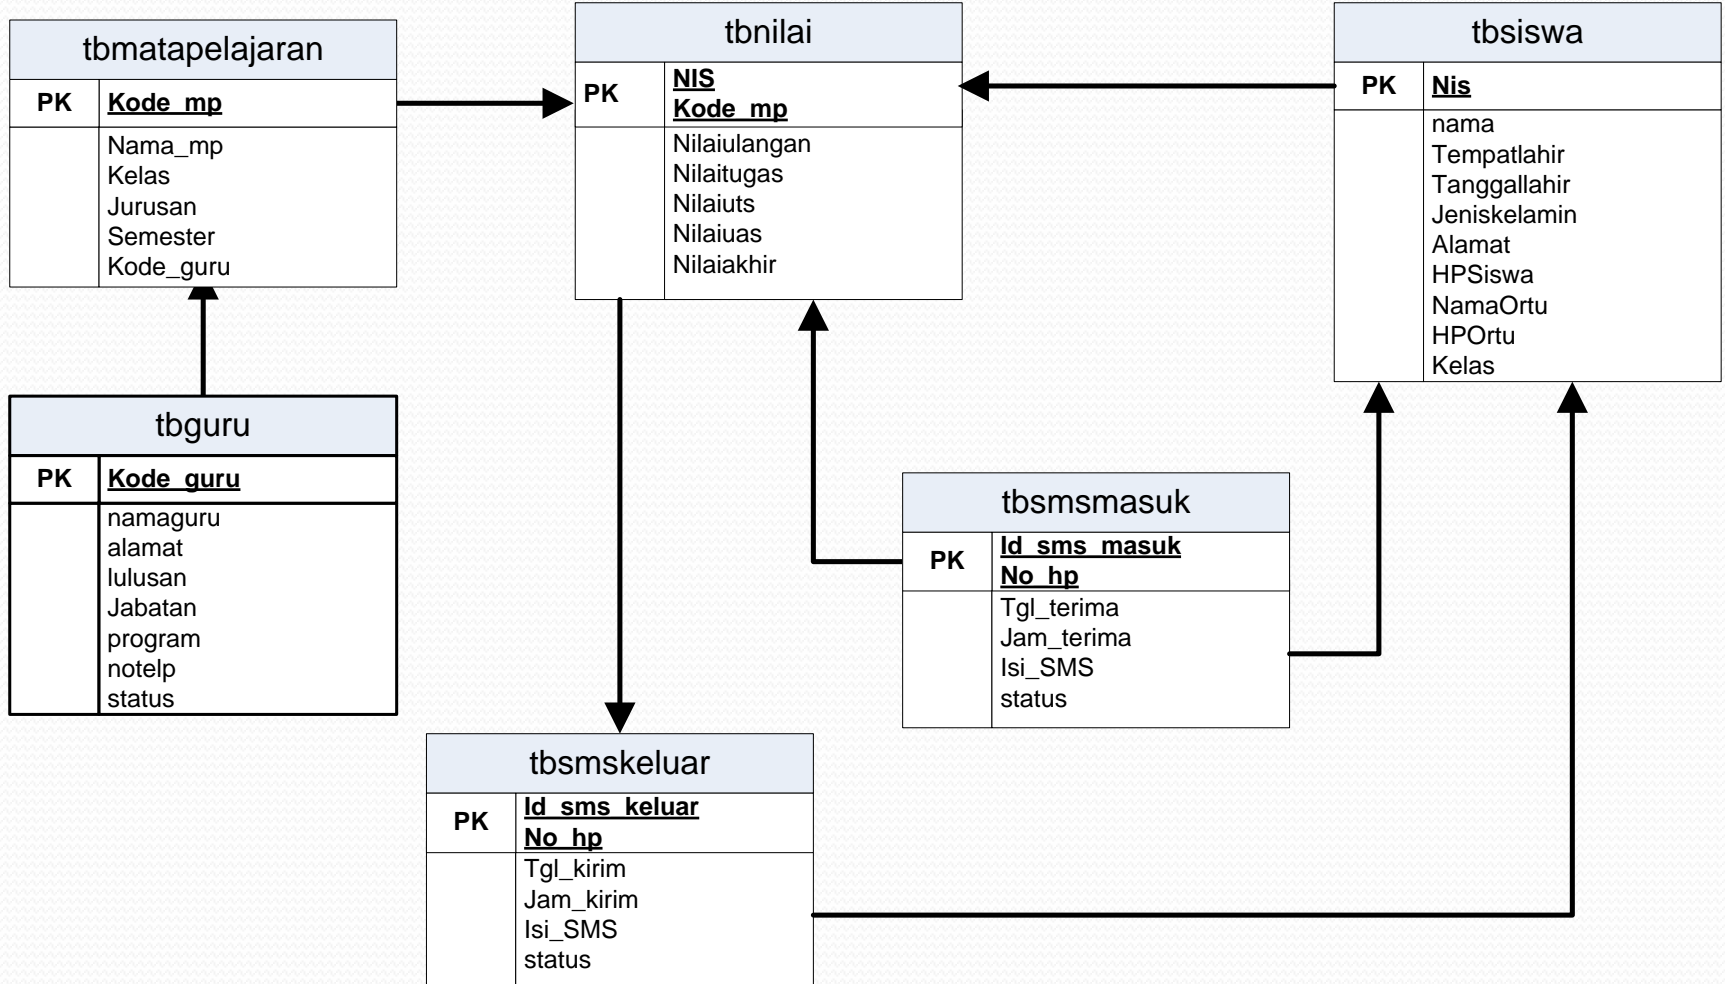 tbmatapelajaran
PK Kode_mp
Nama_mp
Kelas
Jurusan
Semester
Kode_guru
tbnilai
PK NIS
Kode_mp
Nilaiulangan
Nilaitugas
Nilaiuts
Nilaiuas
Nilaiakhir
tbsiswa
PK Nis
nama
Tempatlahir
Tanggallahir
Jeniskelamin
Alamat
HPSiswa
NamaOrtu
HPOrtu
Kelas
tbguru
PK Kode_guru
namaguru
alamat
lulusan
Jabatan
program
notelp
status
tbsmsmasuk
PK Id_sms_masuk
No_hp
Tgl_terima
Jam_terima
Isi_SMS
status
tbsmskeluar
PK Id_sms_keluar
No_hp
Tgl_kirim
Jam_kirim
Isi_SMS
status